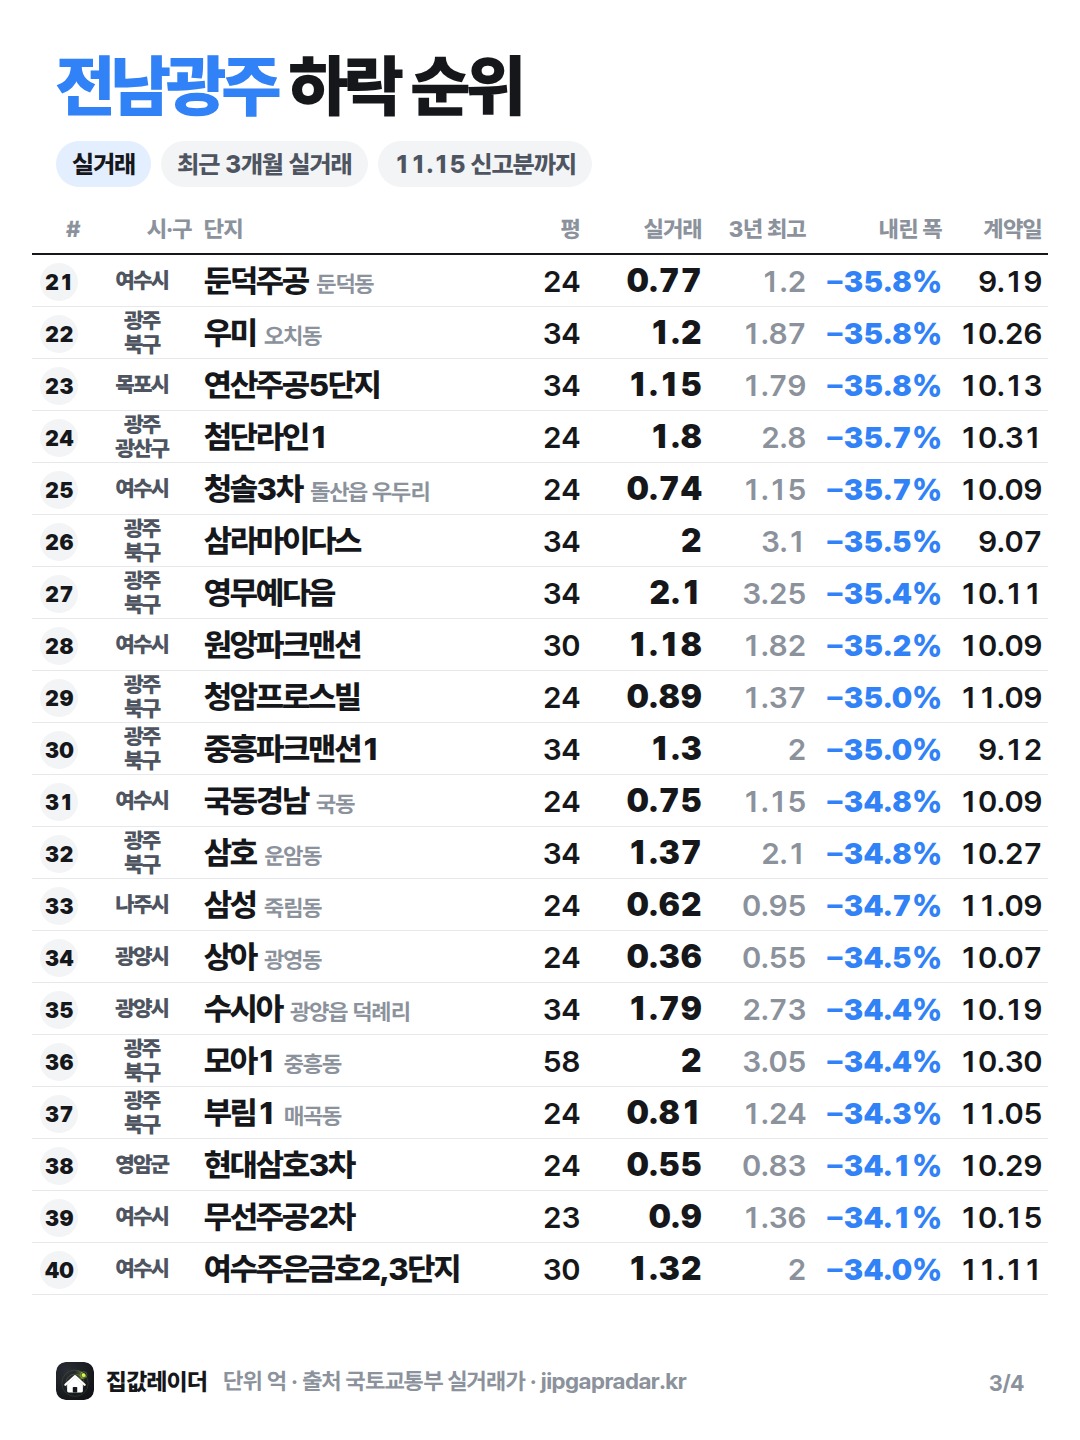 전남광주 하락 순위
실거래 최근 3개월 실거래 11.15 신고분까지
# 시·구 단지 평 실거래 3년 최고 내린 폭 계약일
21 여수시 둔덕주공 둔덕동 24 0.77 1.2 −35.8% 9.19
22 광주 북구 우미 오치동 34 1.2 1.87 −35.8% 10.26
23 목포시 연산주공5단지 34 1.15 1.79 −35.8% 10.13
24 광주 광산구 첨단라인1 24 1.8 2.8 −35.7% 10.31
25 여수시 청솔3차 돌산읍 우두리 24 0.74 1.15 −35.7% 10.09
26 광주 북구 삼라마이다스 34 2 3.1 −35.5% 9.07
27 광주 북구 영무예다음 34 2.1 3.25 −35.4% 10.11
28 여수시 원앙파크맨션 30 1.18 1.82 −35.2% 10.09
29 광주 북구 청암프로스빌 24 0.89 1.37 −35.0% 11.09
30 광주 북구 중흥파크맨션1 34 1.3 2 −35.0% 9.12
31 여수시 국동경남 국동 24 0.75 1.15 −34.8% 10.09
32 광주 북구 삼호 운암동 34 1.37 2.1 −34.8% 10.27
33 나주시 삼성 죽림동 24 0.62 0.95 −34.7% 11.09
34 광양시 상아 광영동 24 0.36 0.55 −34.5% 10.07
35 광양시 수시아 광양읍 덕례리 34 1.79 2.73 −34.4% 10.19
36 광주 북구 모아1 중흥동 58 2 3.05 −34.4% 10.30
37 광주 북구 부림1 매곡동 24 0.81 1.24 −34.3% 11.05
38 영암군 현대삼호3차 24 0.55 0.83 −34.1% 10.29
39 여수시 무선주공2차 23 0.9 1.36 −34.1% 10.15
40 여수시 여수주은금호2,3단지 30 1.32 2 −34.0% 11.11
집값레이더 단위 억 · 출처 국토교통부 실거래가 · jipgapradar.kr 3/4